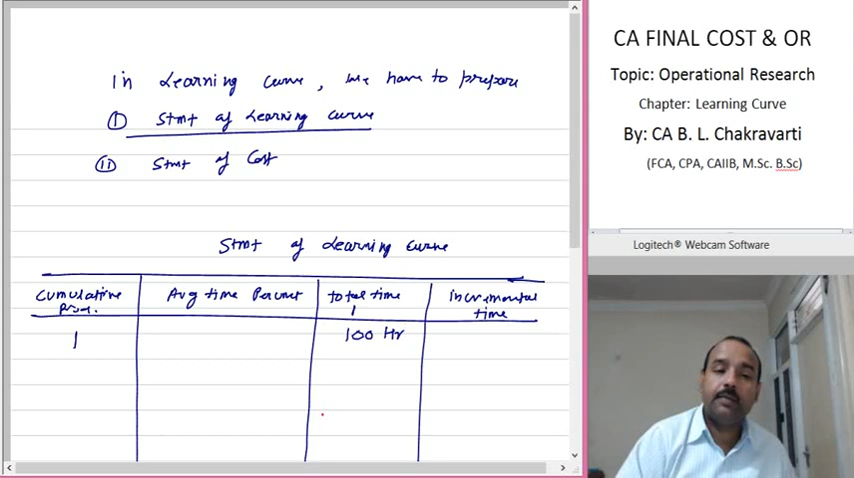 In Learning curve, we have to prepare
(I) Stmt of Learning curve
(II) Stmt of Cost
Stmt of Learning Curve
Cumulative Avg time Per unit total time incremental
time
1 100 Hr
CA FINAL COST & OR
Topic: Operational Research
Chapter: Learning Curve
By: CA B. L. Chakravarti
(FCA, CPA, CAIIB, M.Sc. B.Sc)
Logitech® Webcam Software